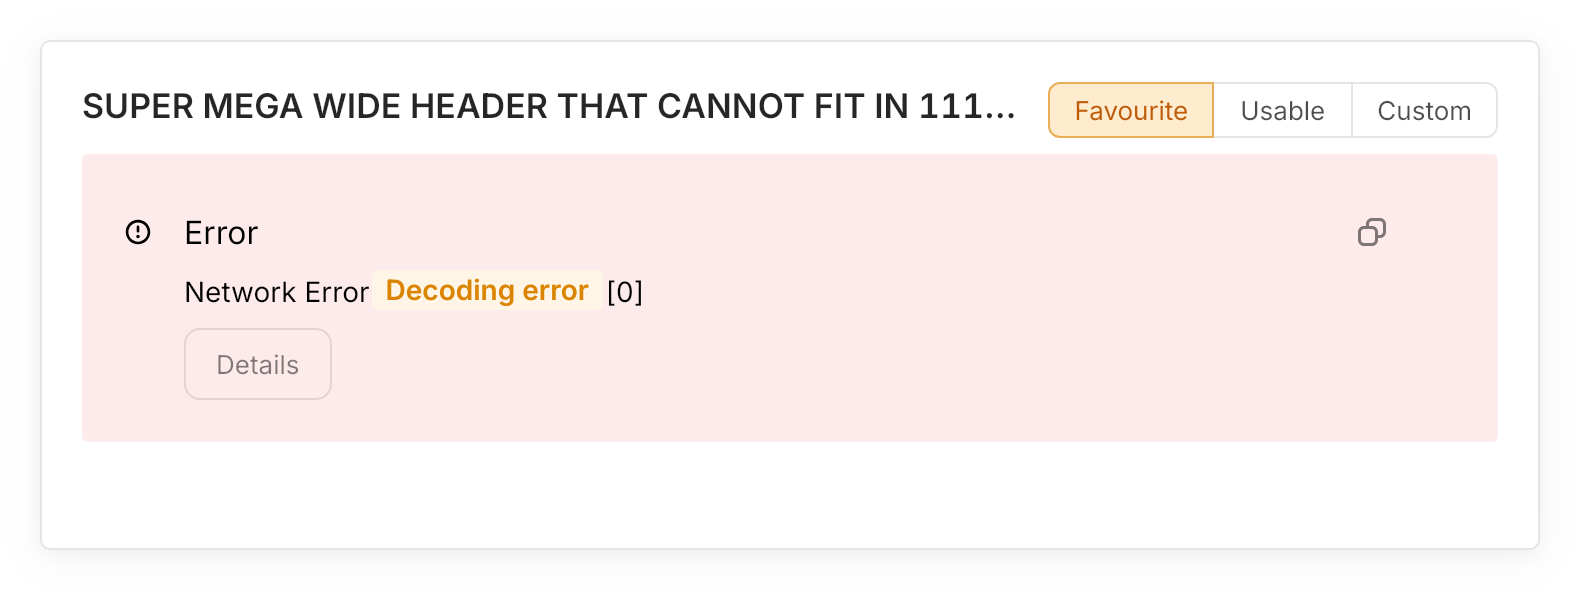 SUPER MEGA WIDE HEADER THAT CANNOT FIT IN 111...
Favourite Usable Custom
Error
Network Error Decoding error [0]
Details